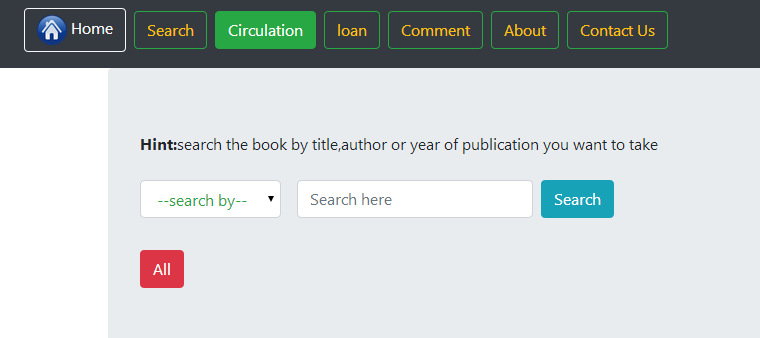 Home Search Circulation loan Comment About Contact Us
Hint:search the book by title,author or year of publication you want to take
--search by-- Search here Search
All